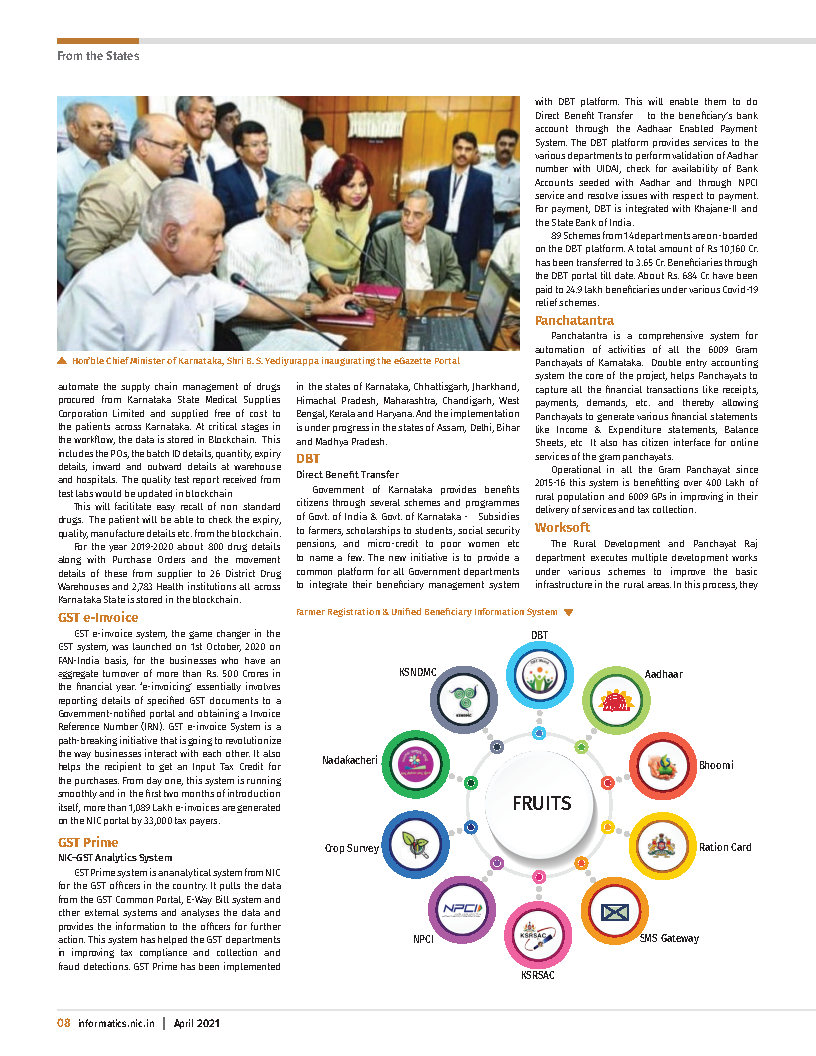 From the States
Hon'ble Chief Minister of Karnataka, Shri B. S. Yediyurappa inaugurating the eGazette Portal
automate the supply chain management of drugs
procured from Karnataka State Medical Supplies
Corporation Limited and supplied free of cost to
the patients across Karnataka. At critical stages in
the workflow, the data is stored in Blockchain. This
includes the POs, the batch ID details, quantity, expiry
details, inward and outward details at warehouse
and hospitals. The quality test report received from
test labs would be updated in blockchain
This will facilitate easy recall of non standard
drugs. The patient will be able to check the expiry,
quality, manufacture details etc. from the blockchain.
For the year 2019-2020 about 800 drug details
along with Purchase Orders and the movement
details of these from supplier to 26 District Drug
Warehouses and 2,783 Health institutions all across
Karnataka State is stored in the blockchain.
GST e-Invoice
GST e-invoice system, the game changer in the
GST system, was launched on 1st October, 2020 on
PAN-India basis, for the businesses who have an
aggregate turnover of more than Rs. 500 Crores in
the financial year. 'e-invoicing' essentially involves
reporting details of specified GST documents to a
Government-notified portal and obtaining a Invoice
Reference Number (IRN). GST e-invoice System is a
path-breaking initiative that is going to revolutionize
the way businesses interact with each other. It also
helps the recipient to get an Input Tax Credit for
the purchases. From day one, this system is running
smoothly and in the first two months of introduction
itself, more than 1,089 Lakh e-invoices are generated
on the NIC portal by 33,000 tax payers.
GST Prime
NIC-GST Analytics System
GST Prime system is an analytical system from NIC
for the GST officers in the country. It pulls the data
from the GST Common Portal, E-Way Bill system and
other external systems and analyses the data and
provides the information to the officers for further
action. This system has helped the GST departments
in improving tax compliance and collection and
fraud detections. GST Prime has been implemented
in the states of Karnataka, Chhattisgarh, Jharkhand,
Himachal Pradesh, Maharashtra, Chandigarh, West
Bengal, Kerala and Haryana. And the implementation
is under progress in the states of Assam, Delhi, Bihar
and Madhya Pradesh.
DBT
Direct Benefit Transfer
Government of Karnataka provides benefits
citizens through several schemes and programmes
of Govt. of India & Govt. of Karnataka - Subsidies
to farmers, scholarships to students, social security
pensions, and micro-credit to poor women etc
to name a few. The new initiative is to provide a
common platform for all Government departments
to integrate their beneficiary management system
with DBT platform. This will enable them to do
Direct Benefit Transfer to the beneficiary's bank
account through the Aadhaar Enabled Payment
System. The DBT platform provides services to the
various departments to perform validation of Aadhar
number with UIDAI, check for availability of Bank
Accounts seeded with Aadhar and through NPCI
service and resolve issues with respect to payment.
For payment, DBT is integrated with Khajane-II and
the State Bank of India.
89 Schemes from 14 departments are on-boarded
on the DBT platform. A total amount of Rs 10,160 Cr.
has been transferred to 3.65 Cr. Beneficiaries through
the DBT portal till date. About Rs. 684 Cr. have been
paid to 24.9 lakh beneficiaries under various Covid-19
relief schemes.
Panchatantra
Panchatantra is a comprehensive system for
automation of activities of all the 6009 Gram
Panchayats of Karnataka. Double entry accounting
system the core of the project, helps Panchayats to
capture all the financial transactions like receipts,
payments, demands, etc. and thereby allowing
Panchayats to generate various financial statements
like Income & Expenditure statements, Balance
Sheets, etc It also has citizen interface for online
services of the gram panchayats.
Operational in all the Gram Panchayat since
2015-16 this system is benefitting over 400 Lakh of
rural population and 6009 GPs in improving in their
delivery of services and tax collection.
Worksoft
The Rural Development and Panchayat Raj
department executes multiple development works
under various schemes to improve the basic
infrastructure in the rural areas. In this process, they
Farmer Registration & Unified Beneficiary Information System
DBT
KSNDMC
Aadhaar
Nadakacheri
Bhoomi
FRUITS
Crop Survey
Ration Card
NPCI
NPCI
KSRSAC
SMS Gateway
KSRSAC
08 informatics.nic.in | April 2021